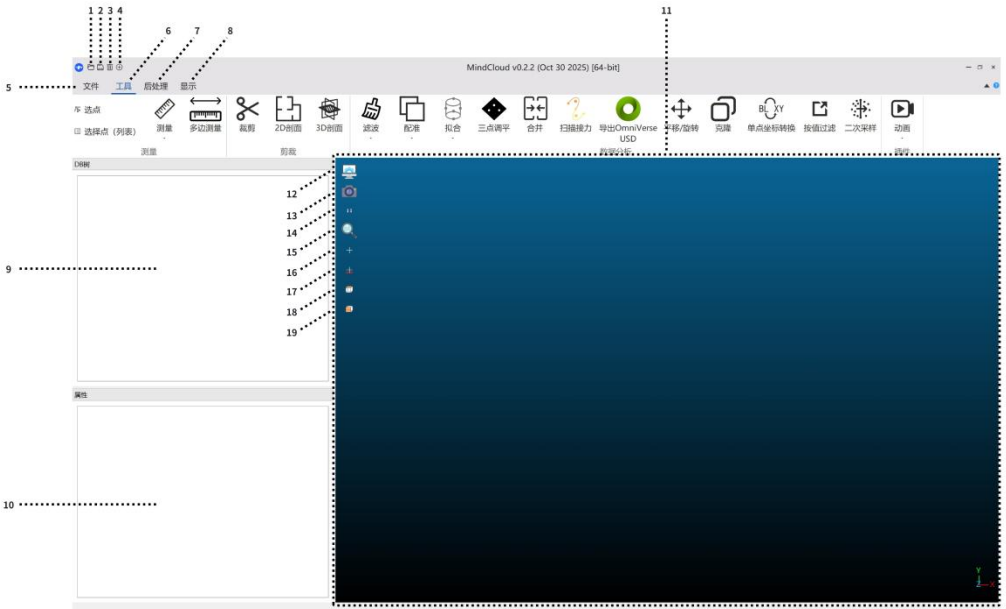 1 2 3 4
11
6
7
8
MindCloud v0.2.2 (Oct 30 2025) [64-bit]
5
文件 工具 后处理 显示
选点
选择点（列表）
测量 多边测量 裁剪 2D剖面 3D剖面 滤波 配准 拟合 三点调平 合并 扫描接力 导出OmniVerse USD 平移/旋转 克隆 单点坐标转换 按值过滤 二次采样 动画
BL XY
测量 剪裁 数据分析 插件
DB树
12
13
14
15
16
17
18
19
9
属性
10
Y
Z
X